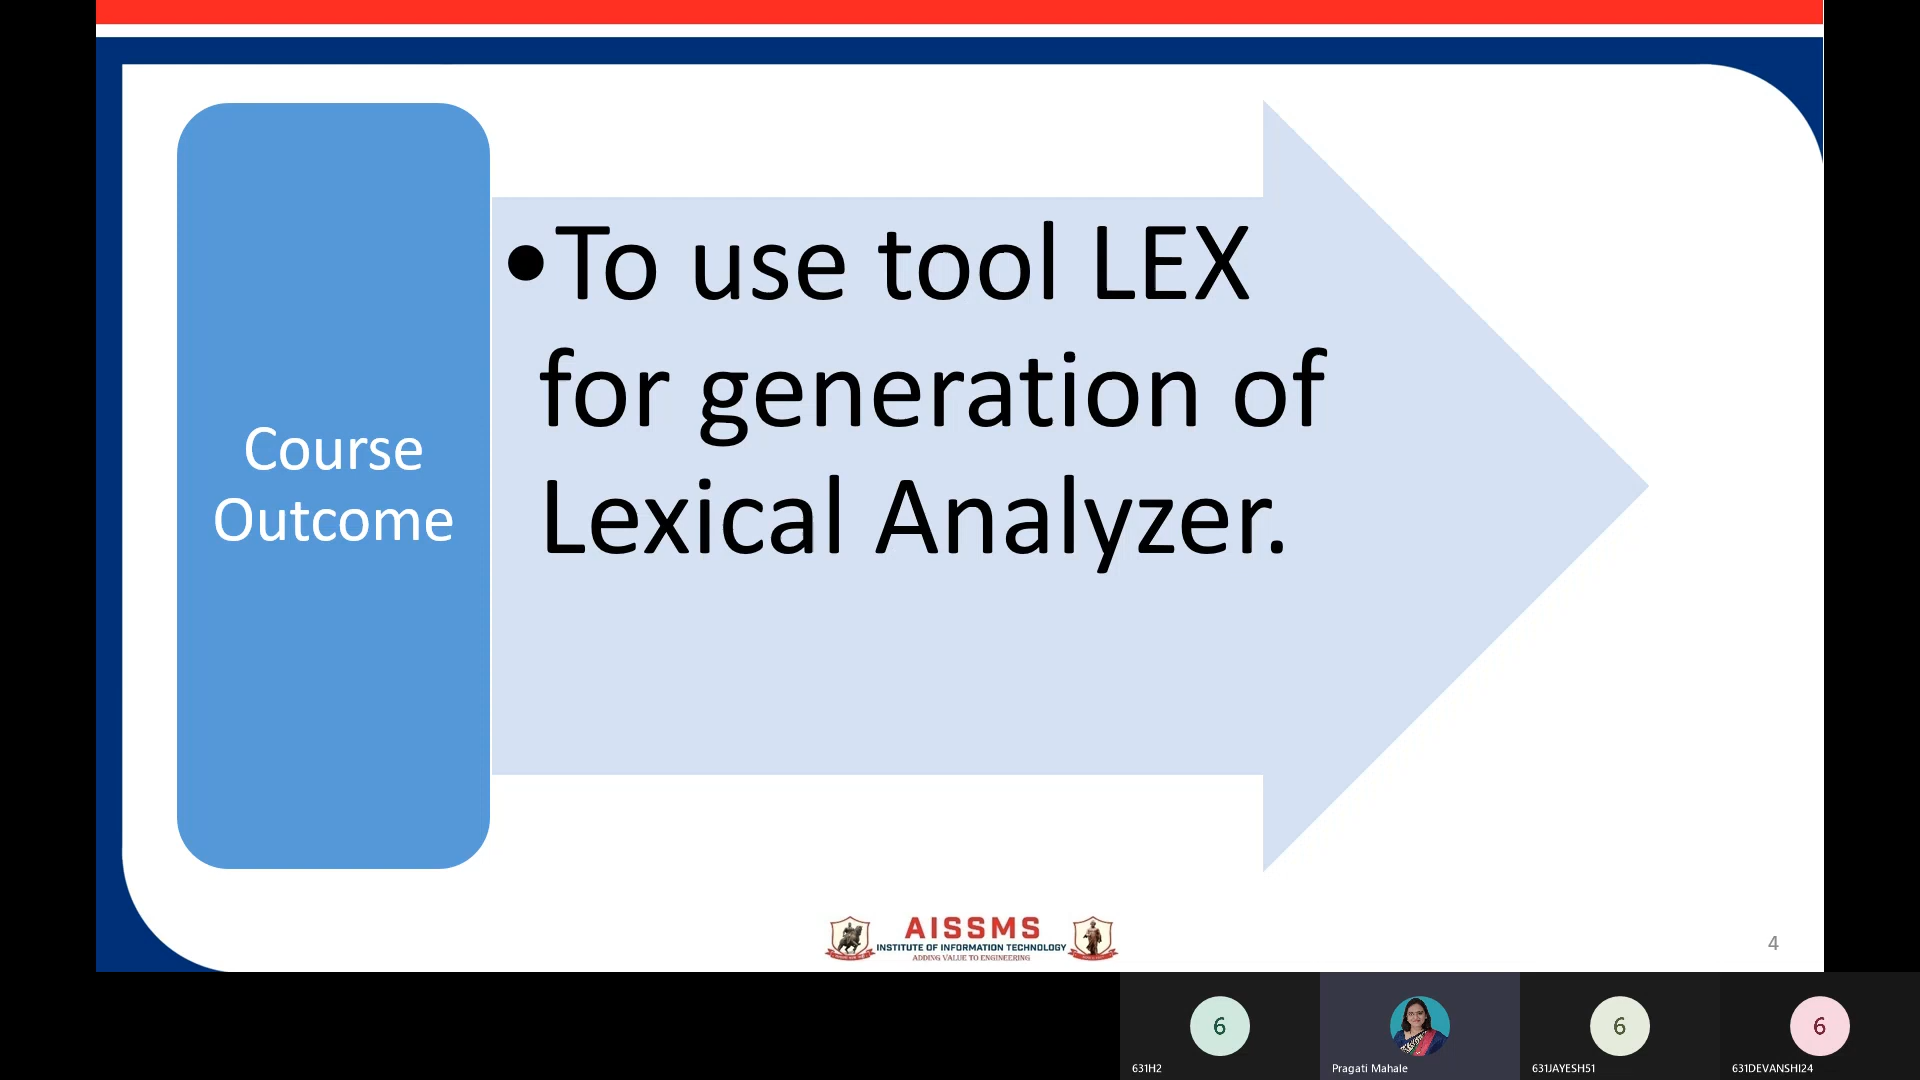 Course
Outcome
•To use tool LEX
for generation of
Lexical Analyzer.
AISSMS
INSTITUTE OF INFORMATION TECHNOLOGY
ADDING VALUE TO ENGINEERING
4
6
6
6
631H2
Pragati Mahale
631JAYESH51
631DEVANSHI24